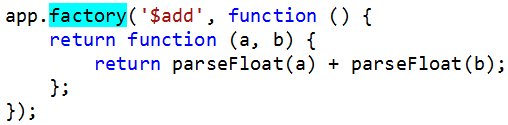 app.factory('$add', function () {
    return function (a, b) {
        return parseFloat(a) + parseFloat(b);
    };
});